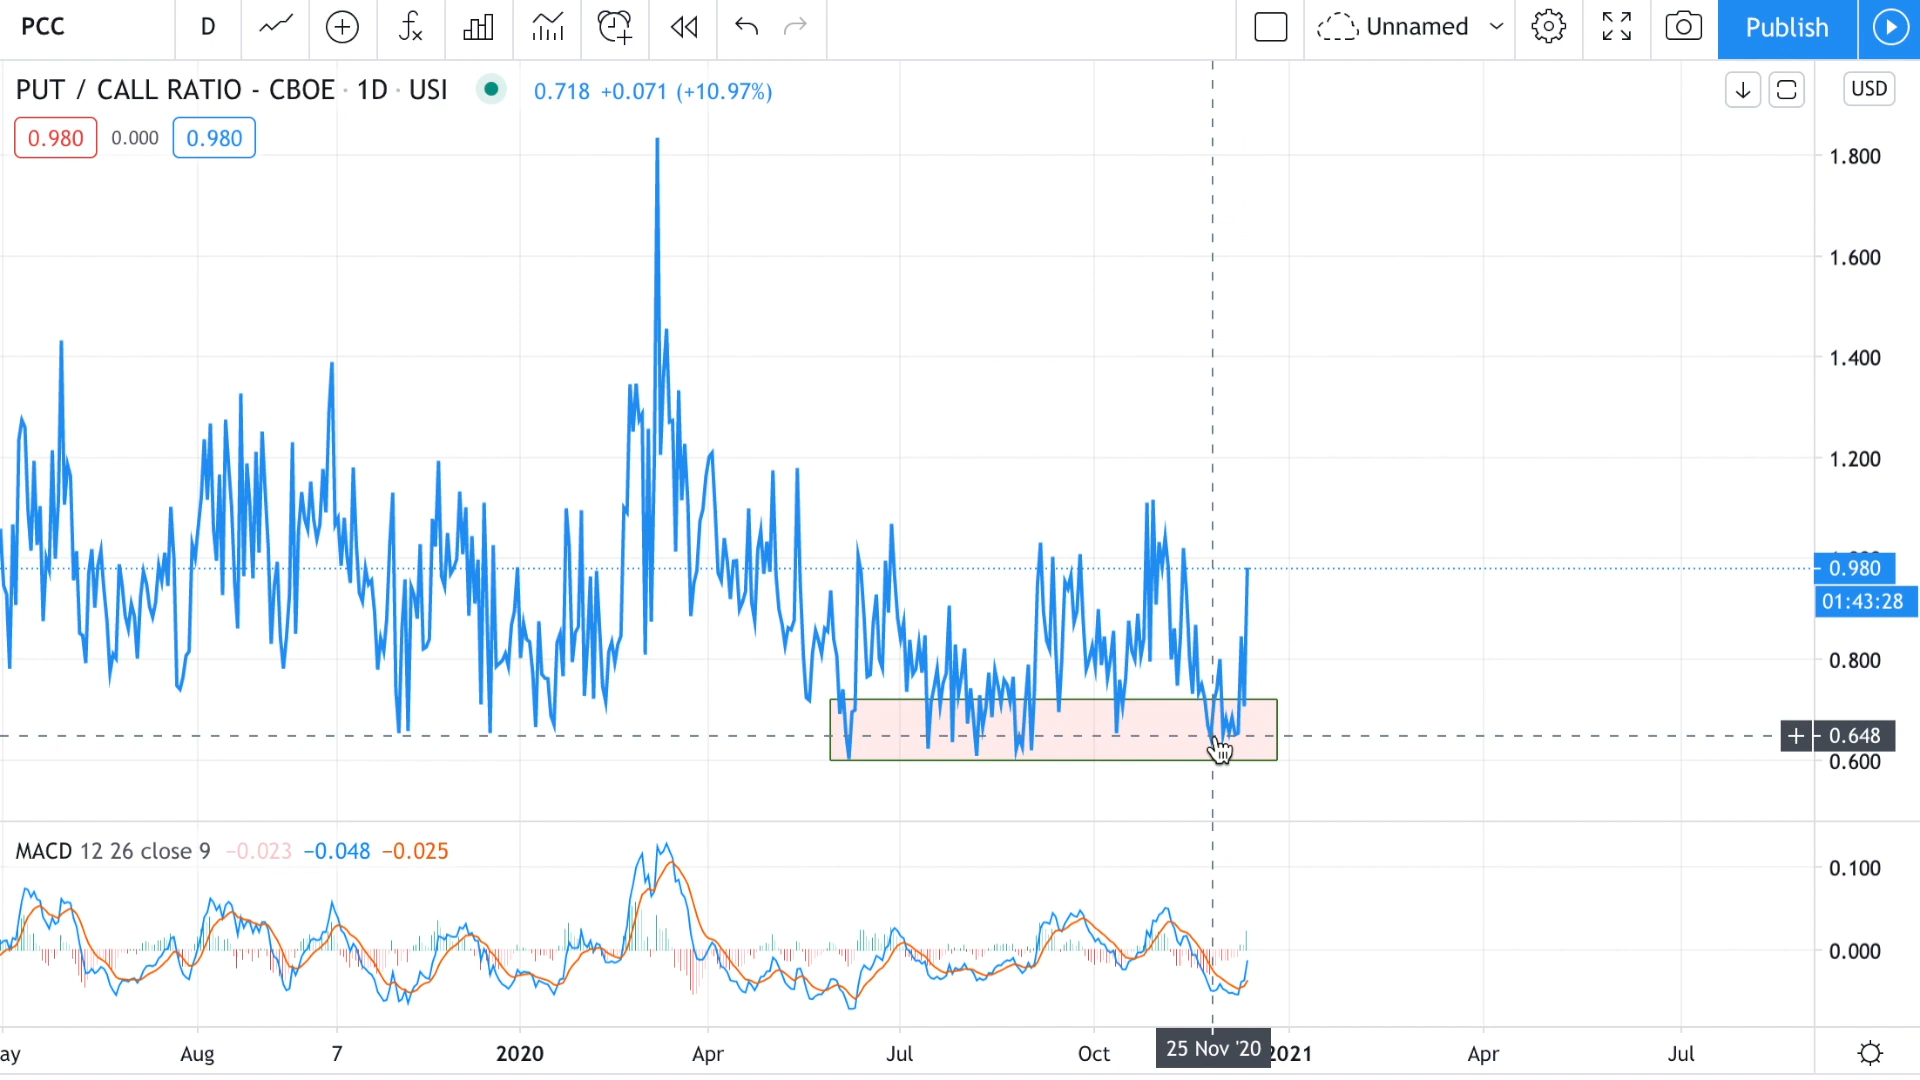 PCC D fx Unnamed Publish
PUT / CALL RATIO - CBOE · 1D · USI 0.718 +0.071 (+10.97%) USD
0.980 0.000 0.980
1.800
1.600
1.400
1.200
0.980
01:43:28
0.800
+ 0.648
0.600
MACD 12 26 close 9 −0.023 −0.048 −0.025
0.100
0.000
ay Aug 7 2020 Apr Jul Oct 25 Nov '20 2021 Apr Jul